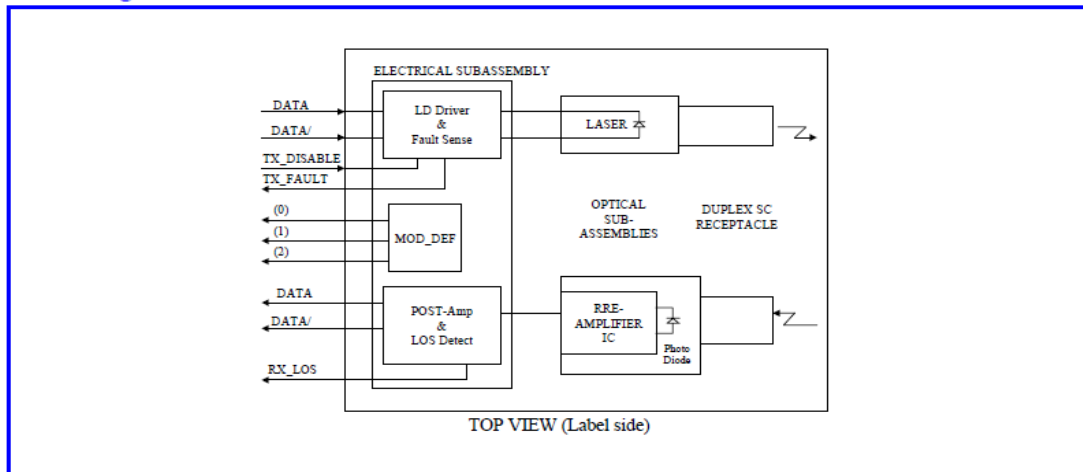 ELECTRICAL SUBASSEMBLY
DATA
DATA/
TX_DISABLE
TX_FAULT
LD Driver
&
Fault Sense
LASER
(0)
(1)
(2)
MOD_DEF
OPTICAL
SUB-
ASSEMBLIES
DUPLEX SC
RECEPTACLE
DATA
DATA/
RX_LOS
POST-Amp
&
LOS Detect
RRE-
AMPLIFIER
IC
Photo
Diode
TOP VIEW (Label side)